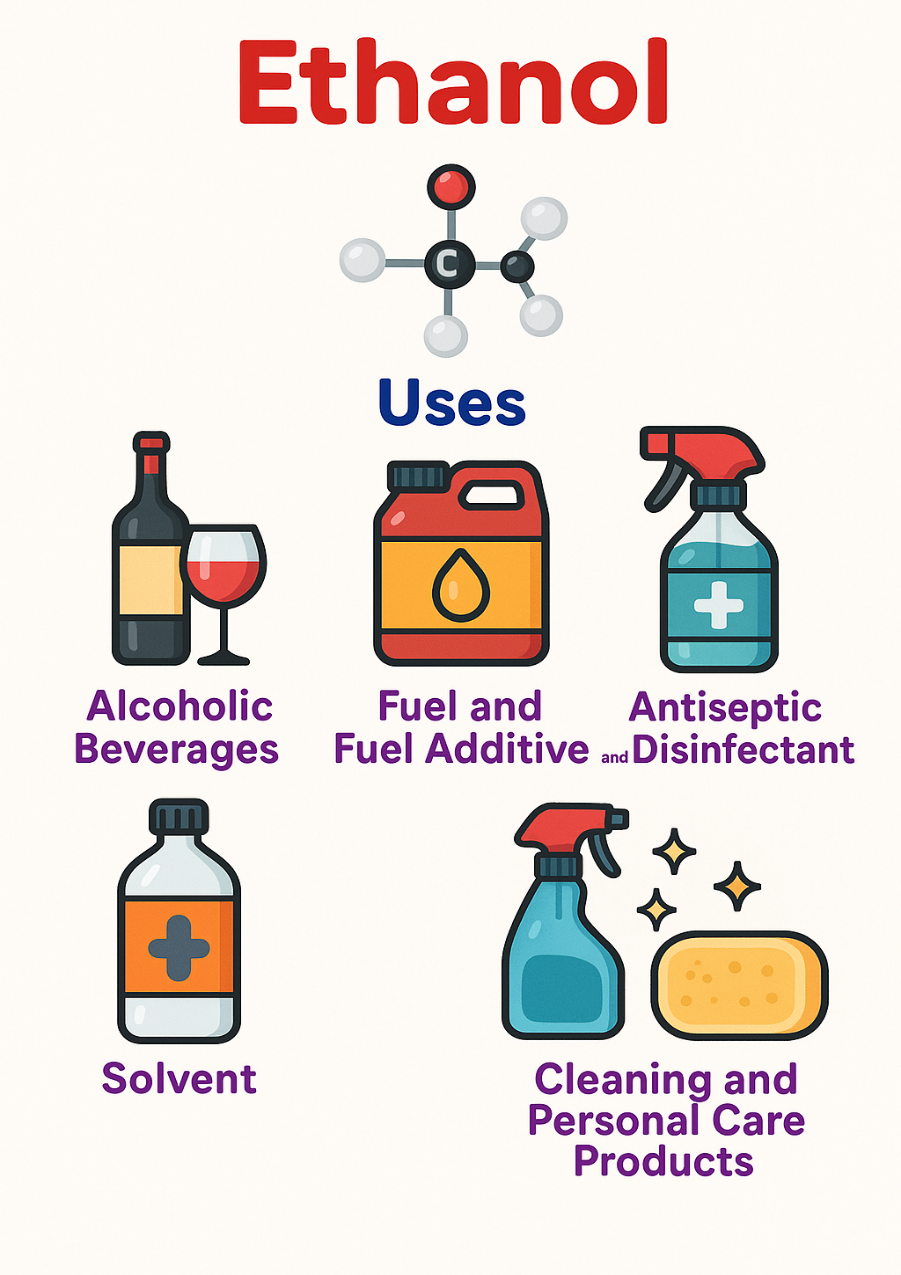 Ethanol
C
Uses
Alcoholic
Beverages
Fuel and
Fuel Additive
Antiseptic
and Disinfectant
Solvent
Cleaning and
Personal Care
Products